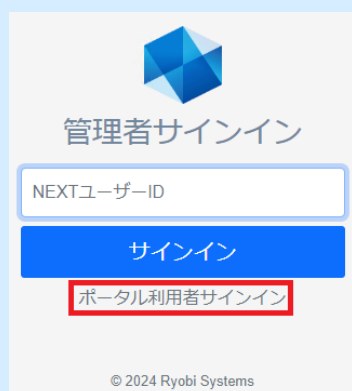 管理者サインイン
NEXTユーザーID
サインイン
ポータル利用者サインイン
© 2024 Ryobi Systems